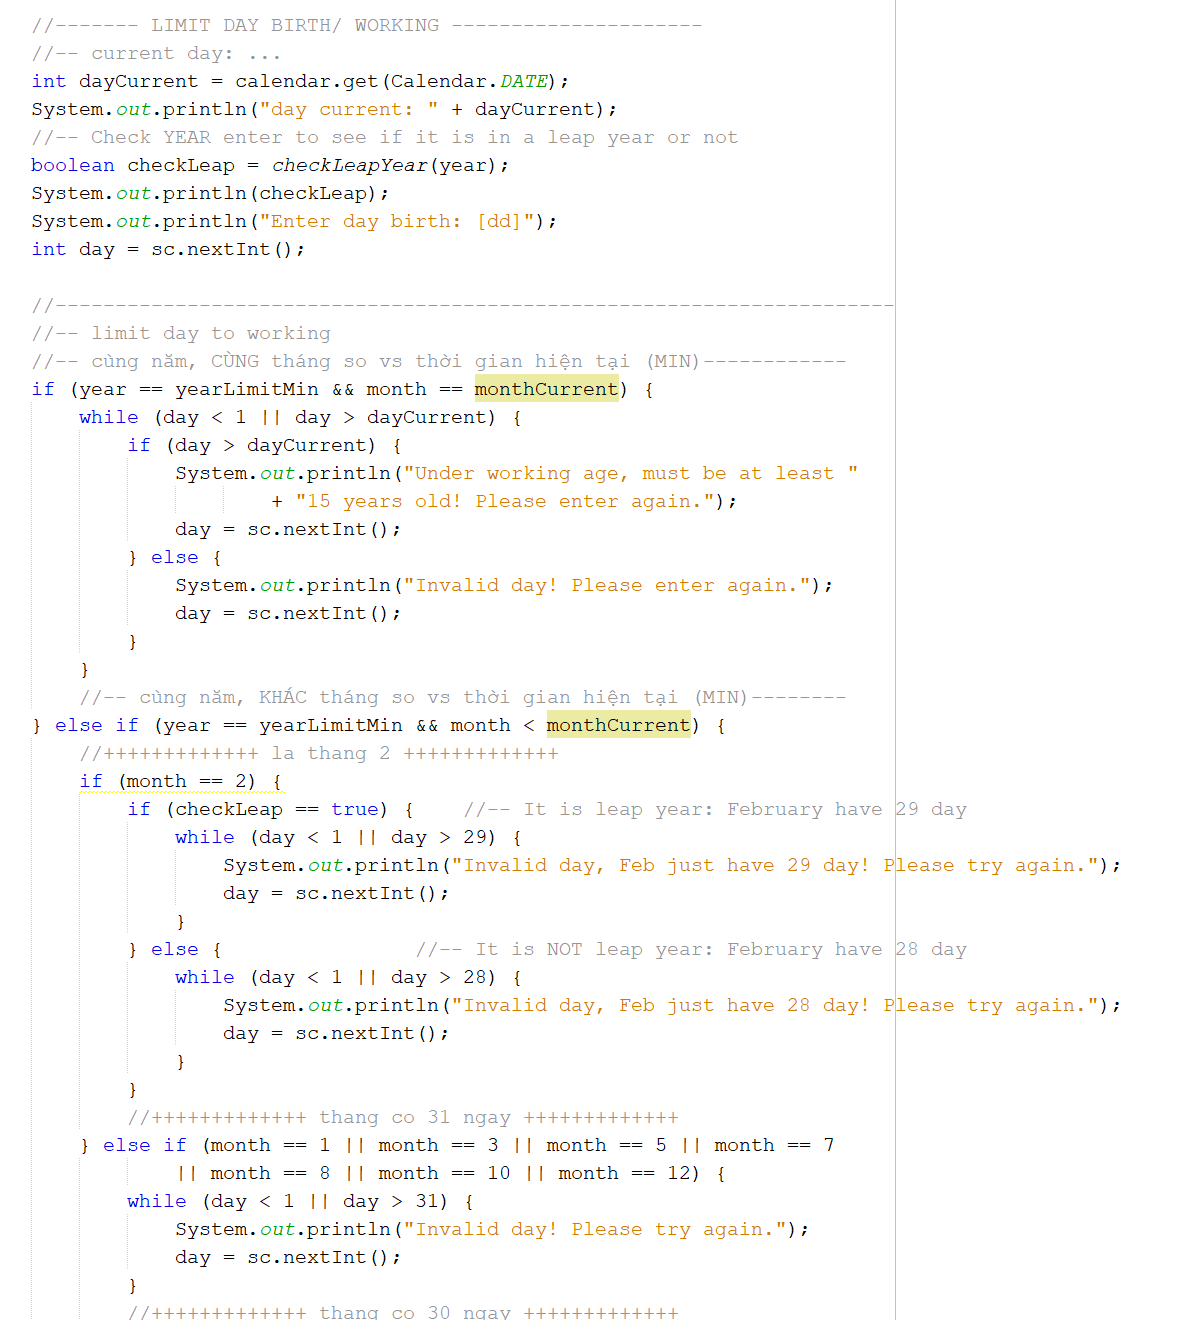 //------- LIMIT DAY BIRTH/ WORKING ---------------------
//-- current day: ...
int dayCurrent = calendar.get(Calendar.DATE);
System.out.println("day current: " + dayCurrent);
//-- Check YEAR enter to see if it is in a leap year or not
boolean checkLeap = checkLeapYear(year);
System.out.println(checkLeap);
System.out.println("Enter day birth: [dd]");
int day = sc.nextInt();
//----------------------------------------------------------------------
//-- limit day to working
//-- cùng năm, CÙNG tháng so vs thời gian hiện tại (MIN)------------
if (year == yearLimitMin && month == monthCurrent) {
while (day < 1 || day > dayCurrent) {
if (day > dayCurrent) {
System.out.println("Under working age, must be at least "
+ "15 years old! Please enter again.");
day = sc.nextInt();
} else {
System.out.println("Invalid day! Please enter again.");
day = sc.nextInt();
}
}
//-- cùng năm, KHÁC tháng so vs thời gian hiện tại (MIN)--------
} else if (year == yearLimitMin && month < monthCurrent) {
//+++++++++++++ la thang 2 +++++++++++++
if (month == 2) {
if (checkLeap == true) { //-- It is leap year: February have 29 day
while (day < 1 || day > 29) {
System.out.println("Invalid day, Feb just have 29 day! Please try again.");
day = sc.nextInt();
}
} else { //-- It is NOT leap year: February have 28 day
while (day < 1 || day > 28) {
System.out.println("Invalid day, Feb just have 28 day! Please try again.");
day = sc.nextInt();
}
}
//+++++++++++++ thang co 31 ngay +++++++++++++
} else if (month == 1 || month == 3 || month == 5 || month == 7
|| month == 8 || month == 10 || month == 12) {
while (day < 1 || day > 31) {
System.out.println("Invalid day! Please try again.");
day = sc.nextInt();
}
//+++++++++++++ thang co 30 ngay +++++++++++++